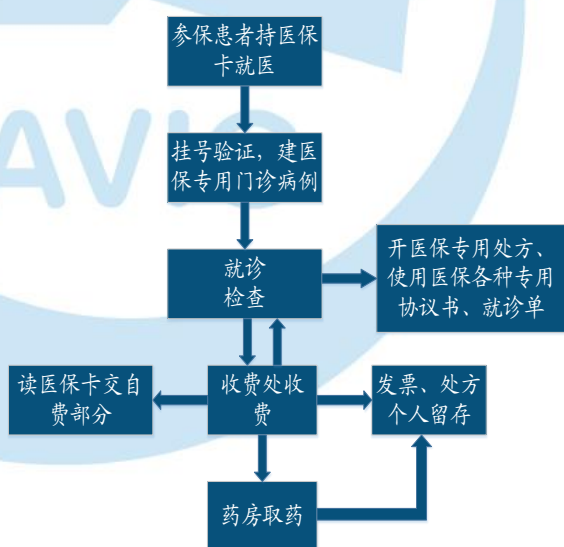 参保患者持医保
卡就医
挂号验证，建医
保专用门诊病例
就诊
检查
开医保专用处方、
使用医保各种专用
协议书、就诊单
读医保卡交自
费部分
收费处收
费
发票、处方
个人留存
药房取药